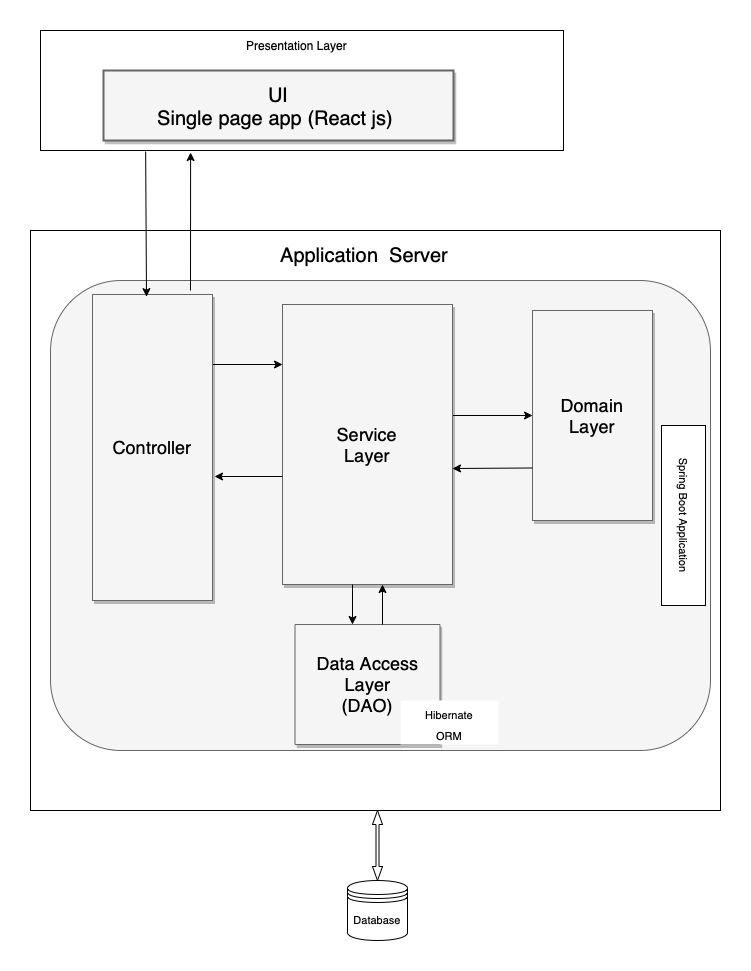 Presentation Layer
UI
Single page app (React js)
Application Server
Controller
Service
Layer
Domain
Layer
Spring Boot Application
Data Access
Layer
(DAO)
Hibernate
ORM
Database